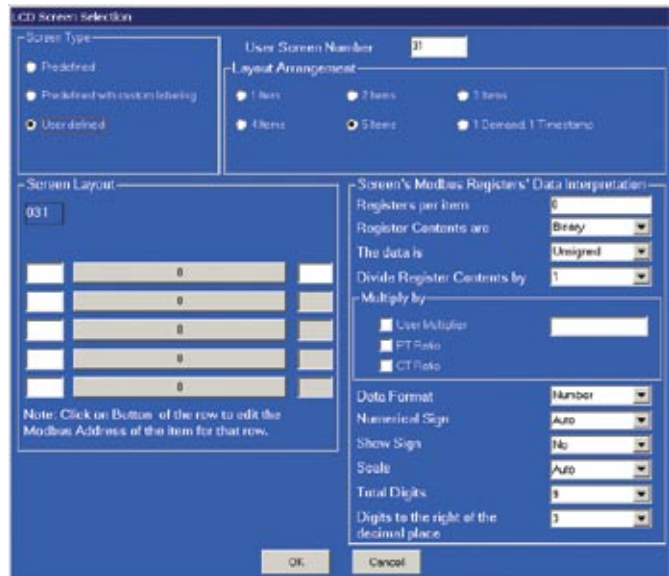 LCD Screen Selection
Screen Type
Predefined
Predefined with custom labeling
User defined
User Screen Number 31
Layout Arrangement
1 Item 2 Items 3 Items
4 Items 5 Items 1 Demand, 1 Timestamp
Screen Layout
031
0
0
0
0
0
Note: Click on Button of the row to edit the
Modbus Address of the item for that row.
Screen's Modbus Registers' Data Interpretation
Registers per item 0
Register Contents are Binary
The data is Unsigned
Divide Register Contents by 1
Multiply by
User Multiplier
PT Ratio
CT Ratio
Data Format Number
Numerical Sign Auto
Show Sign No
Scale Auto
Total Digits 9
Digits to the right of the
decimal place 3
OK Cancel